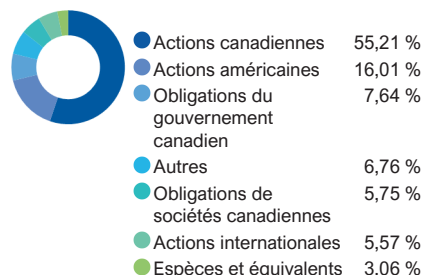 Actions canadiennes 55,21 %
Actions américaines 16,01 %
Obligations du 7,64 %
gouvernement
canadien
Autres 6,76 %
Obligations de 5,75 %
sociétés canadiennes
Actions internationales 5,57 %
Espèces et équivalents 3,06 %